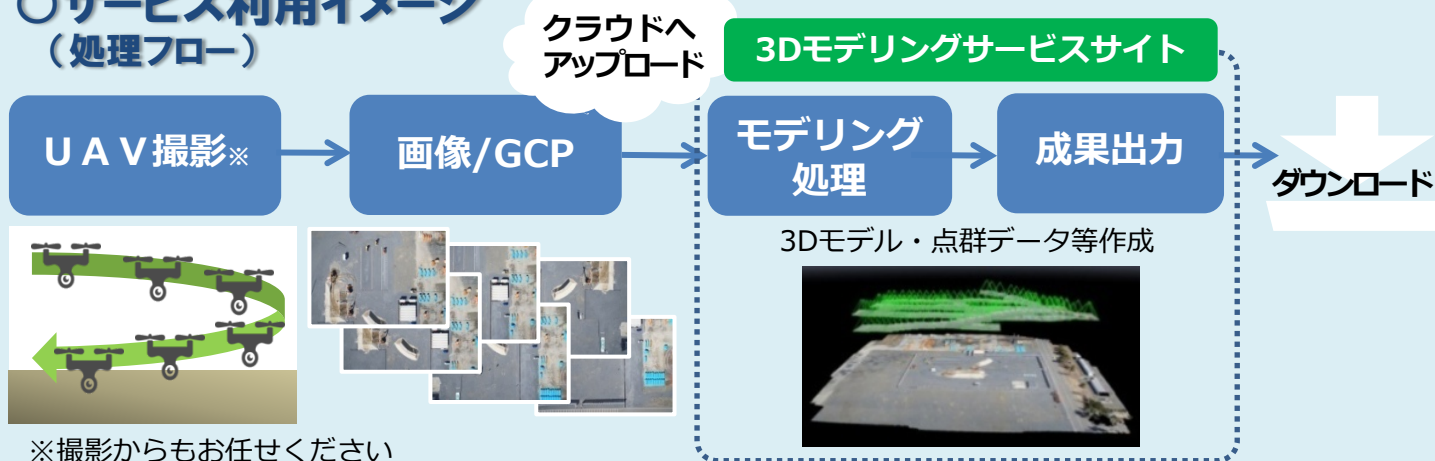 ○サービス利用イメージ
（処理フロー）
クラウドへ
アップロード
3Dモデリングサービスサイト
ＵＡＶ撮影※
画像/GCP
モデリング
処理
成果出力
ダウンロード
3Dモデル・点群データ等作成
※撮影からもお任せください